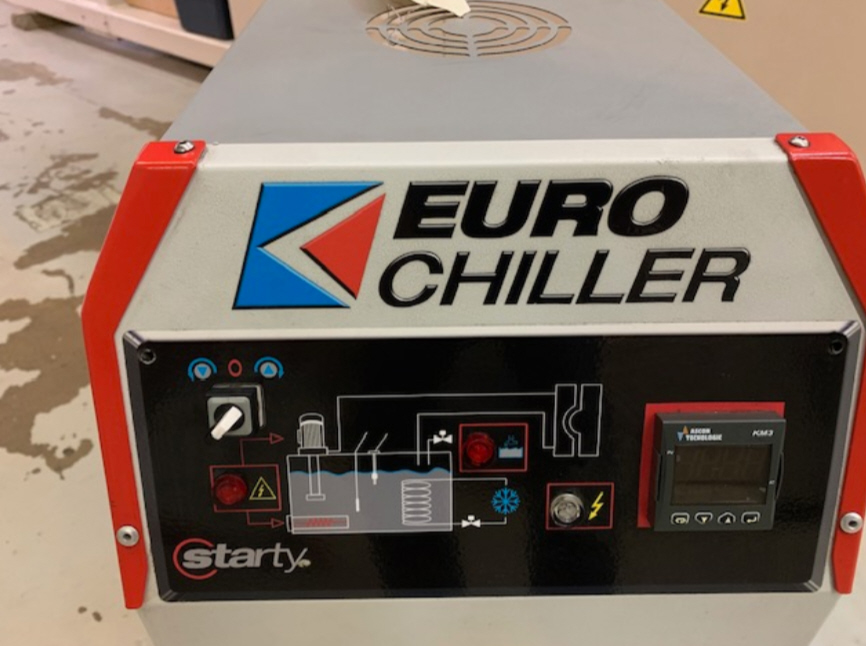 EURO
CHILLER
O
ASCON
TECNOLOGIC
KM3
starty